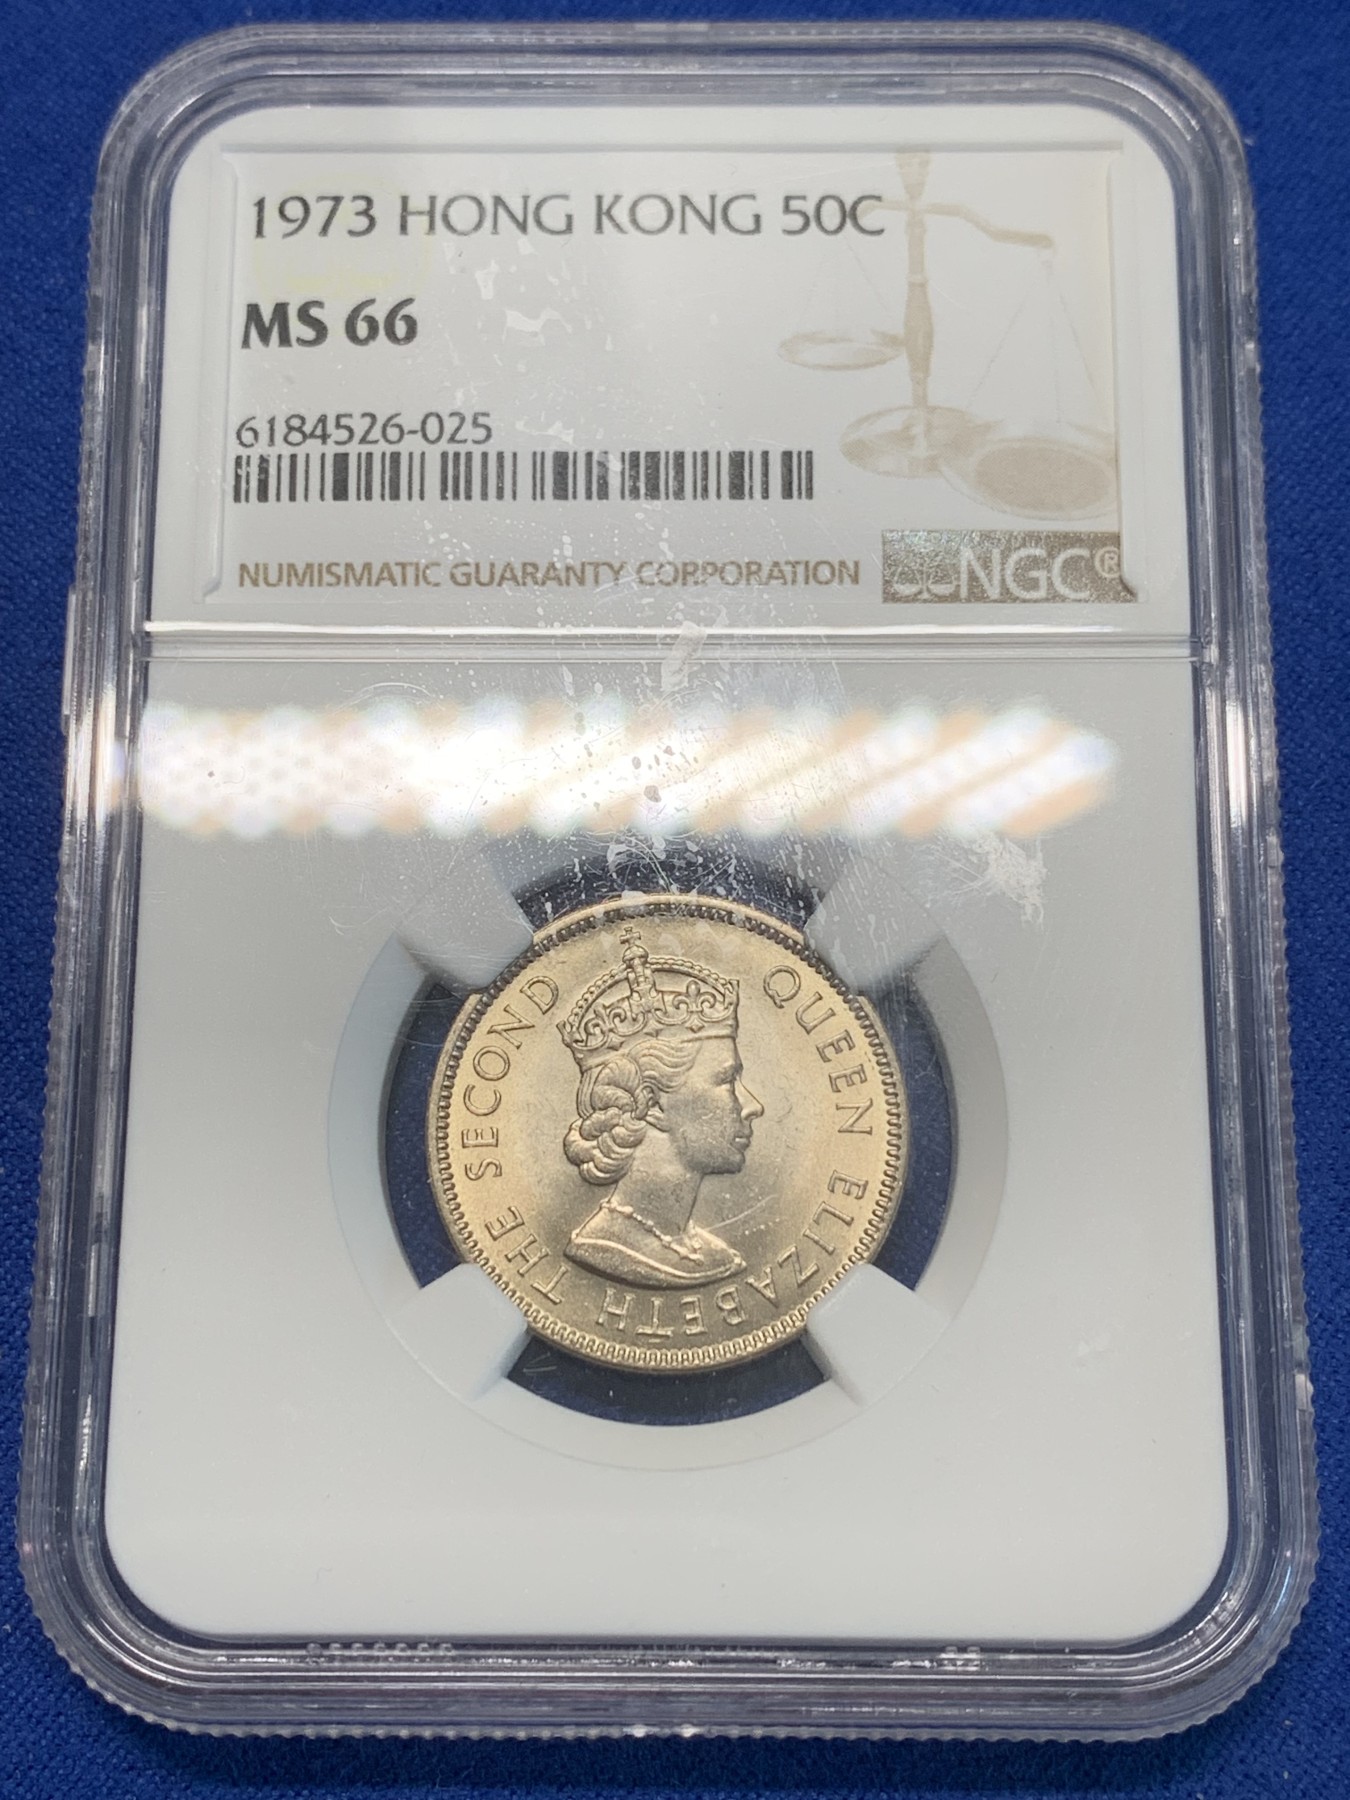 1973 HONG KONG 50C
MS 66
6184526-025
NUMISMATIC GUARANTY CORPORATION
NGC®
QUEEN ELIZABETH THE SECOND